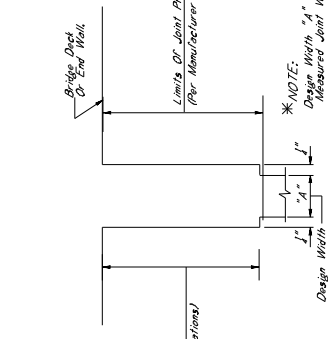 Bridge Deck
Or End Wall.
Limits Of Joint Pr
(Per Manufacturer
ations)
1"
"A"
1"
Design Width
* NOTE:
Design Width "A"
Measured Joint W